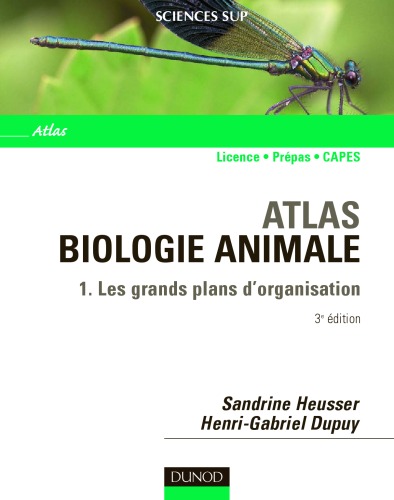 SCIENCES SUP
Atlas
Licence • Prépas • CAPES
ATLAS
BIOLOGIE ANIMALE
1. Les grands plans d'organisation
3e édition
Sandrine Heusser
Henri-Gabriel Dupuy
DUNOD